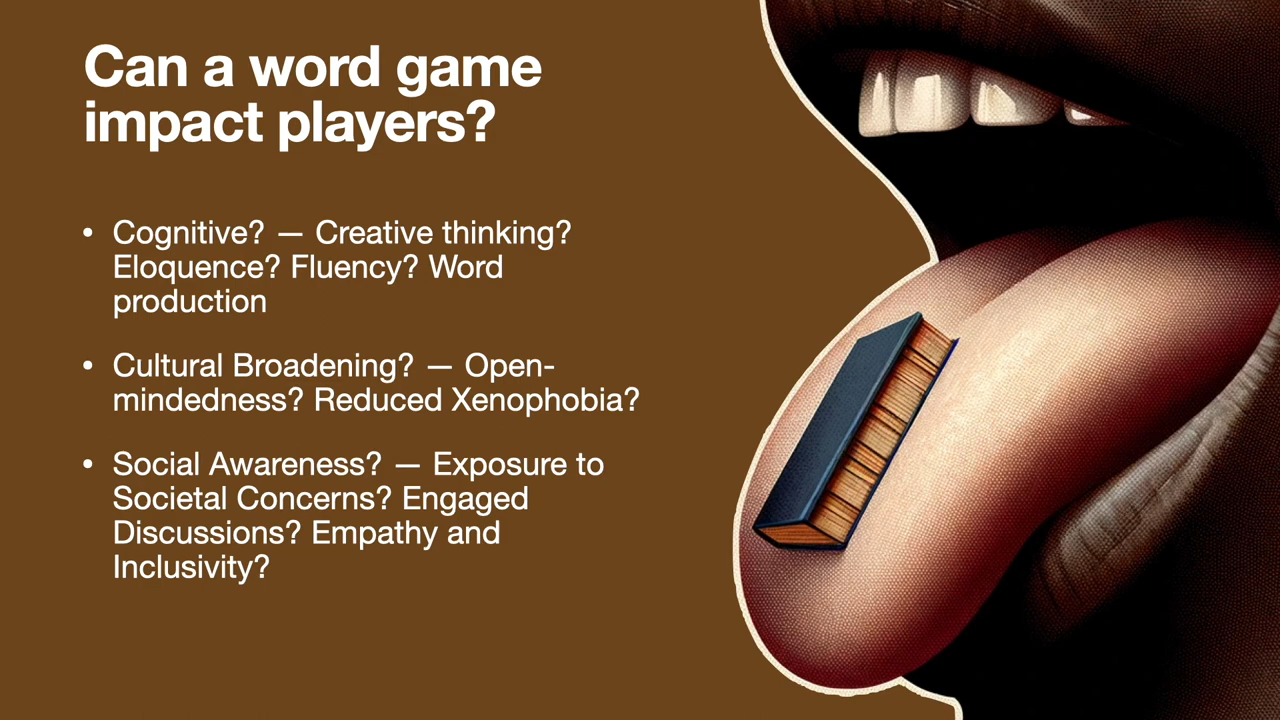 Can a word game
impact players?
• Cognitive? — Creative thinking?
Eloquence? Fluency? Word
production
• Cultural Broadening? — Open-
mindedness? Reduced Xenophobia?
• Social Awareness? — Exposure to
Societal Concerns? Engaged
Discussions? Empathy and
Inclusivity?